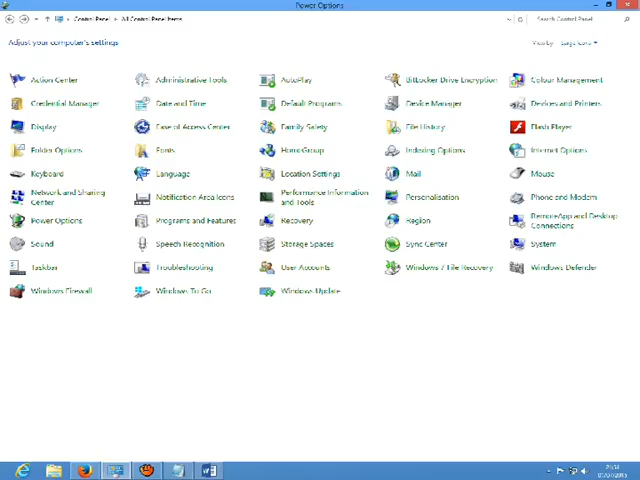 Power Options
Control Panel All Control Panel Items
Search Control Panel
Adjust your computer's settings
View by: Large icons
Action Center Administrative Tools AutoPlay BitLocker Drive Encryption Colour Management
Credential Manager Date and Time Default Programs Device Manager Devices and Printers
Display Ease of Access Center Family Safety File History Flash Player
Folder Options Fonts HomeGroup Indexing Options Internet Options
Keyboard Language Location Settings Mail Mouse
Network and Sharing Center Notification Area Icons Performance Information and Tools Personalisation Phone and Modem
Power Options Programs and Features Recovery Region RemoteApp and Desktop Connections
Sound Speech Recognition Storage Spaces Sync Center System
Taskbar Troubleshooting User Accounts Windows 7 File Recovery Windows Defender
Windows Firewall Windows To Go Windows Update